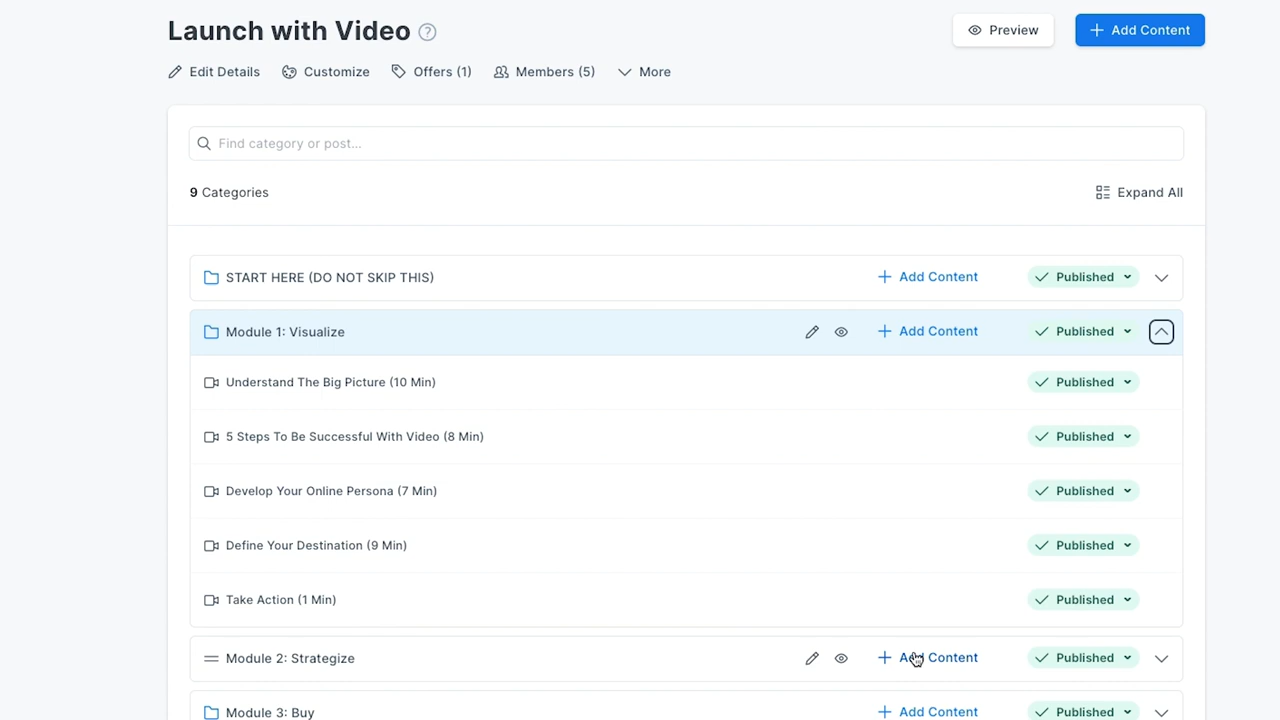 Launch with Video ?
Preview
+ Add Content
Edit Details Customize Offers (1) Members (5) More
Find category or post...
9 Categories Expand All
START HERE (DO NOT SKIP THIS) + Add Content Published
Module 1: Visualize + Add Content Published
Understand The Big Picture (10 Min) Published
5 Steps To Be Successful With Video (8 Min) Published
Develop Your Online Persona (7 Min) Published
Define Your Destination (9 Min) Published
Take Action (1 Min) Published
Module 2: Strategize + Add Content Published
Module 3: Buy + Add Content Published